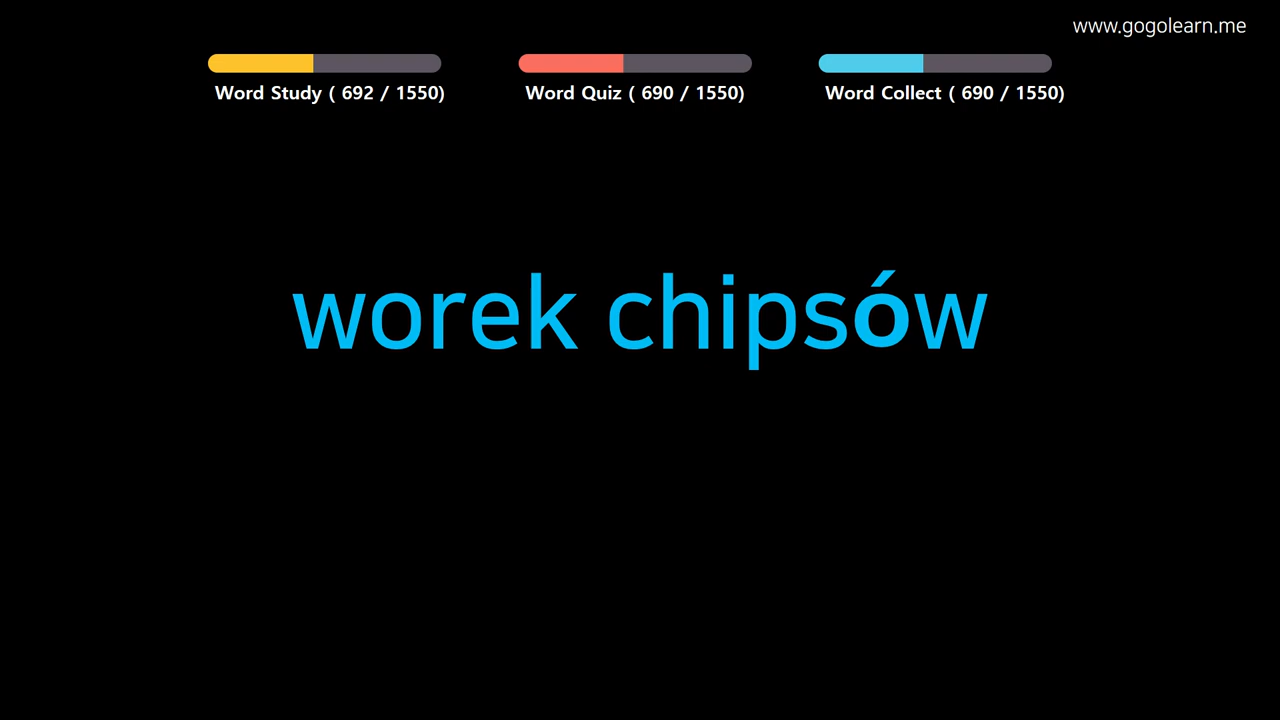 www.gogolearn.me
Word Study ( 692 / 1550)
Word Quiz ( 690 / 1550)
Word Collect ( 690 / 1550)
worek chipsów